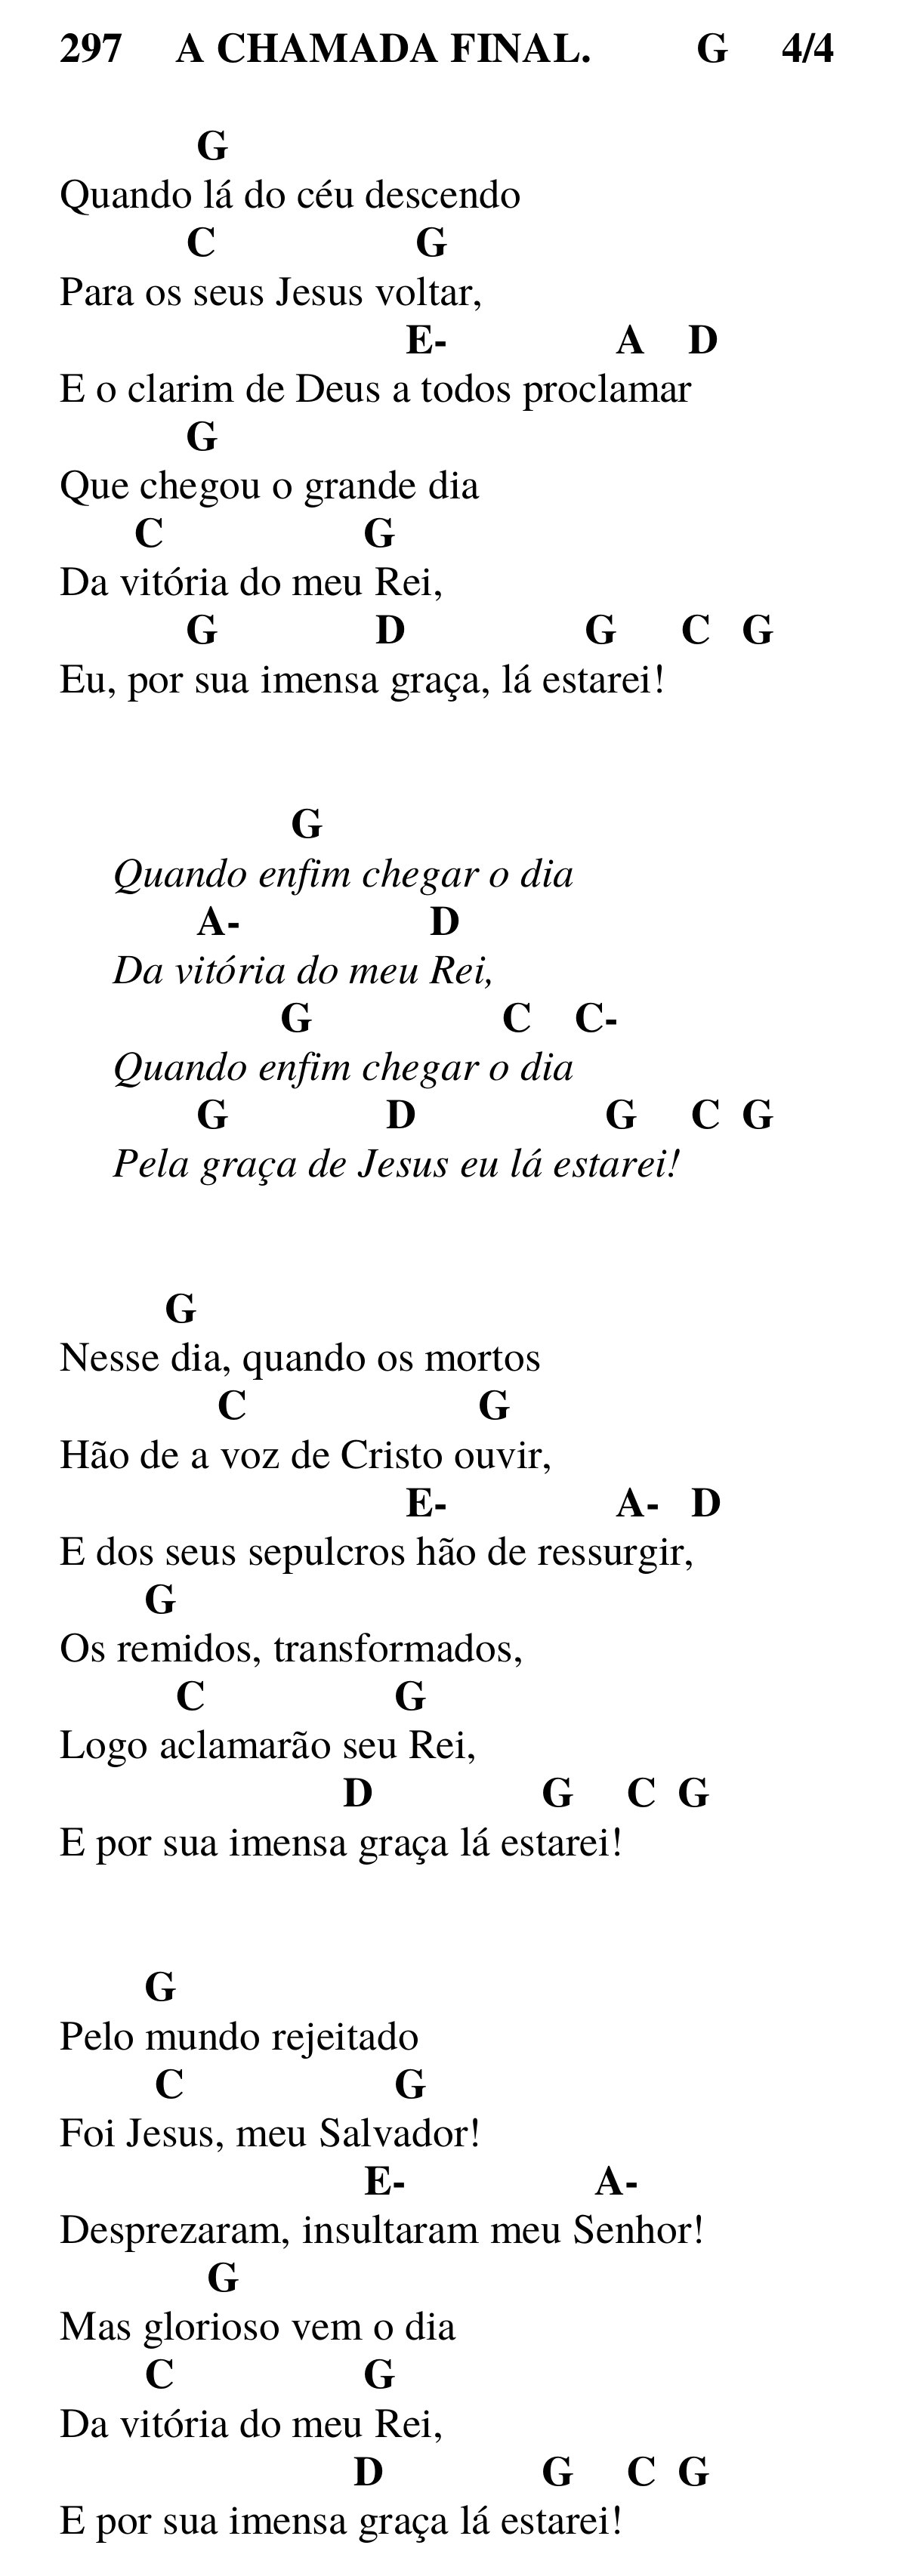 297 A CHAMADA FINAL. G 4/4
G
Quando lá do céu descendo
C G
Para os seus Jesus voltar,
E- A D
E o clarim de Deus a todos proclamar
G
Que chegou o grande dia
C G
Da vitória do meu Rei,
G D G C G
Eu, por sua imensa graça, lá estarei!
G
Quando enfim chegar o dia
A- D
Da vitória do meu Rei,
G C C-
Quando enfim chegar o dia
G D G C G
Pela graça de Jesus eu lá estarei!
G
Nesse dia, quando os mortos
C G
Hão de a voz de Cristo ouvir,
E- A- D
E dos seus sepulcros hão de ressurgir,
G
Os remidos, transformados,
C G
Logo aclamarão seu Rei,
D G C G
E por sua imensa graça lá estarei!
G
Pelo mundo rejeitado
C G
Foi Jesus, meu Salvador!
E- A-
Desprezaram, insultaram meu Senhor!
G
Mas glorioso vem o dia
C G
Da vitória do meu Rei,
D G C G
E por sua imensa graça lá estarei!